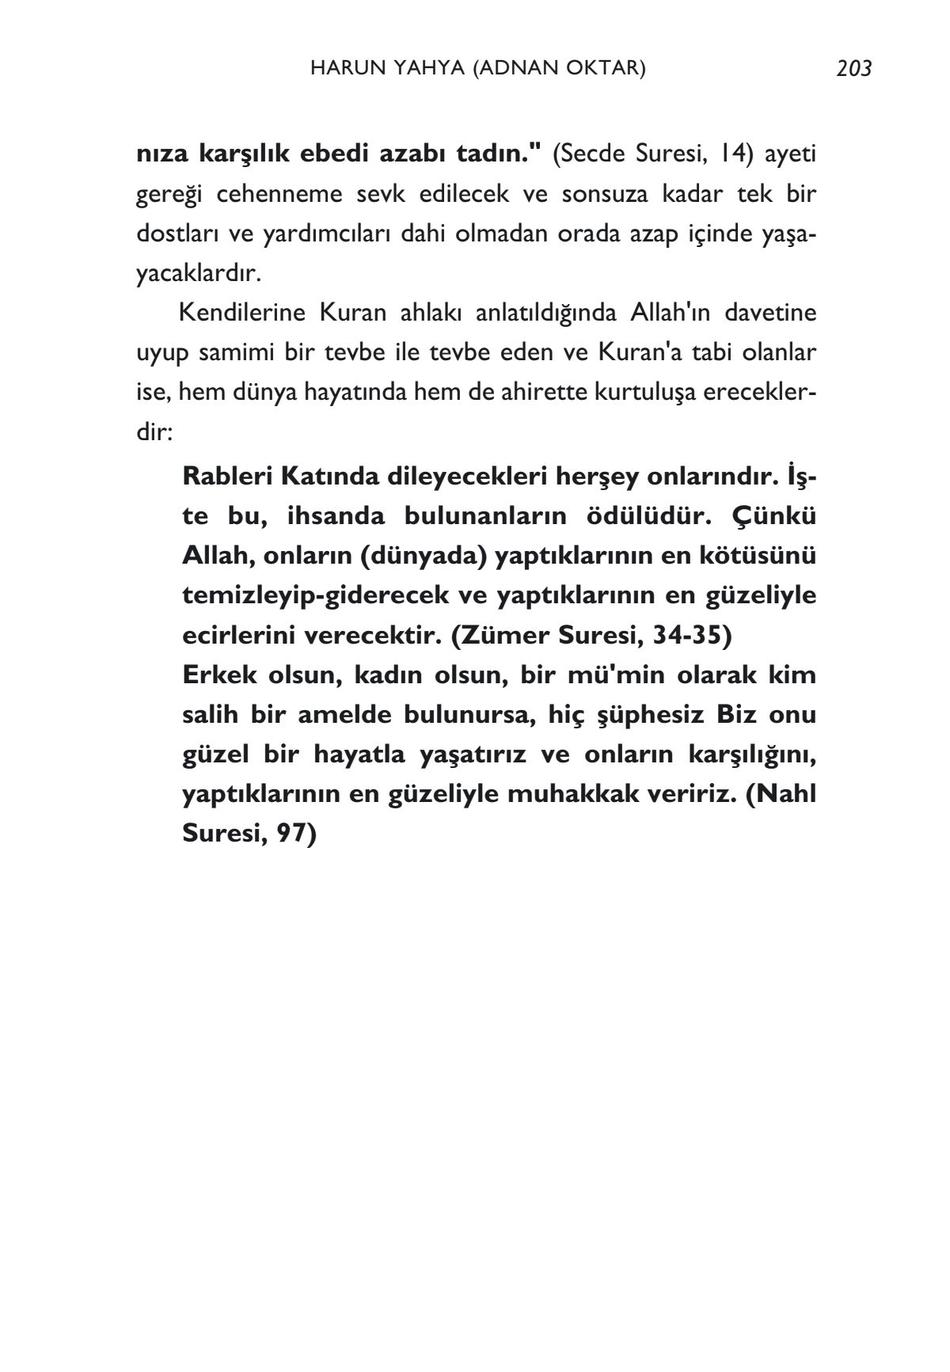 HARUN YAHYA (ADNAN OKTAR) 203
nıza karşılık ebedi azabı tadın." (Secde Suresi, 14) ayeti
gereği cehenneme sevk edilecek ve sonsuza kadar tek bir
dostları ve yardımcıları dahi olmadan orada azap içinde yaşa-
yacaklardır.
Kendilerine Kuran ahlakı anlatıldığında Allah'ın davetine
uyup samimi bir tevbe ile tevbe eden ve Kuran'a tabi olanlar
ise, hem dünya hayatında hem de ahirette kurtuluşa erecekler-
dir:
Rableri Katında dileyecekleri herşey onlarındır. İş-
te bu, ihsanda bulunanların ödülüdür. Çünkü
Allah, onların (dünyada) yaptıklarının en kötüsünü
temizleyip-giderecek ve yaptıklarının en güzeliyle
ecirlerini verecektir. (Zümer Suresi, 34-35)
Erkek olsun, kadın olsun, bir mü'min olarak kim
salih bir amelde bulunursa, hiç şüphesiz Biz onu
güzel bir hayatla yaşatırız ve onların karşılığını,
yaptıklarının en güzeliyle muhakkak veririz. (Nahl
Suresi, 97)